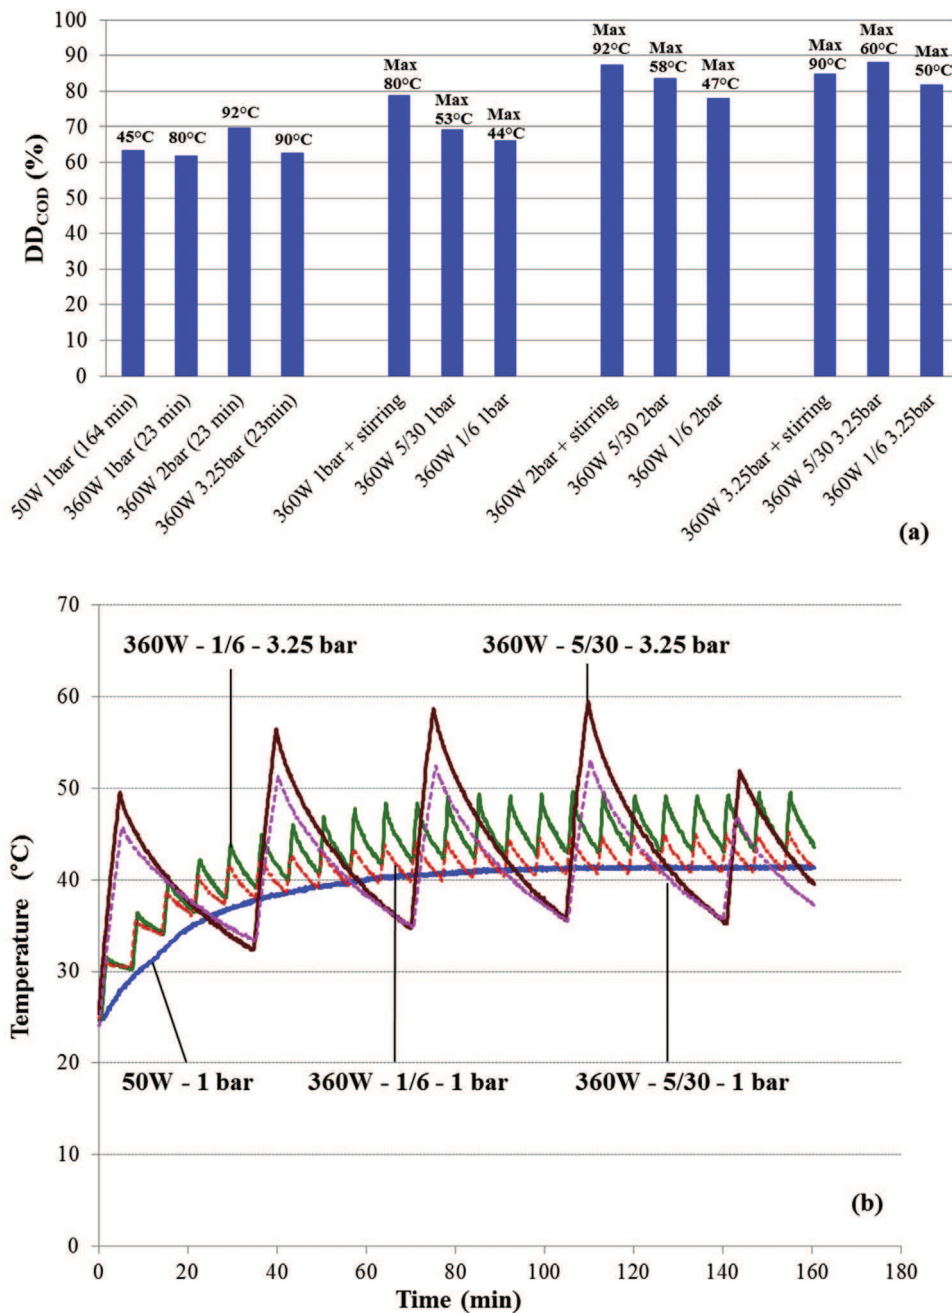 100
90
80
70
60
50
40
30
20
10
0
DD_COD (%)
45°C
80°C
92°C
90°C
Max
80°C
Max
53°C
Max
44°C
Max
92°C
Max
58°C
Max
47°C
Max
90°C
Max
60°C
Max
50°C
50W 1bar (164 min)
360W 1bar (23 min)
360W 2bar (23 min)
360W 3.25bar (23min)
360W 1bar + stirring
360W 5/30 1bar
360W 1/6 1bar
360W 2bar + stirring
360W 5/30 2bar
360W 1/6 2bar
360W 3.25bar + stirring
360W 5/30 3.25bar
360W 1/6 3.25bar
(a)
70
60
50
40
30
20
10
0
Temperature (°C)
360W - 1/6 - 3.25 bar
360W - 5/30 - 3.25 bar
50W - 1 bar
360W - 1/6 - 1 bar
360W - 5/30 - 1 bar
(b)
0 20 40 60 80 100 120 140 160 180
Time (min)